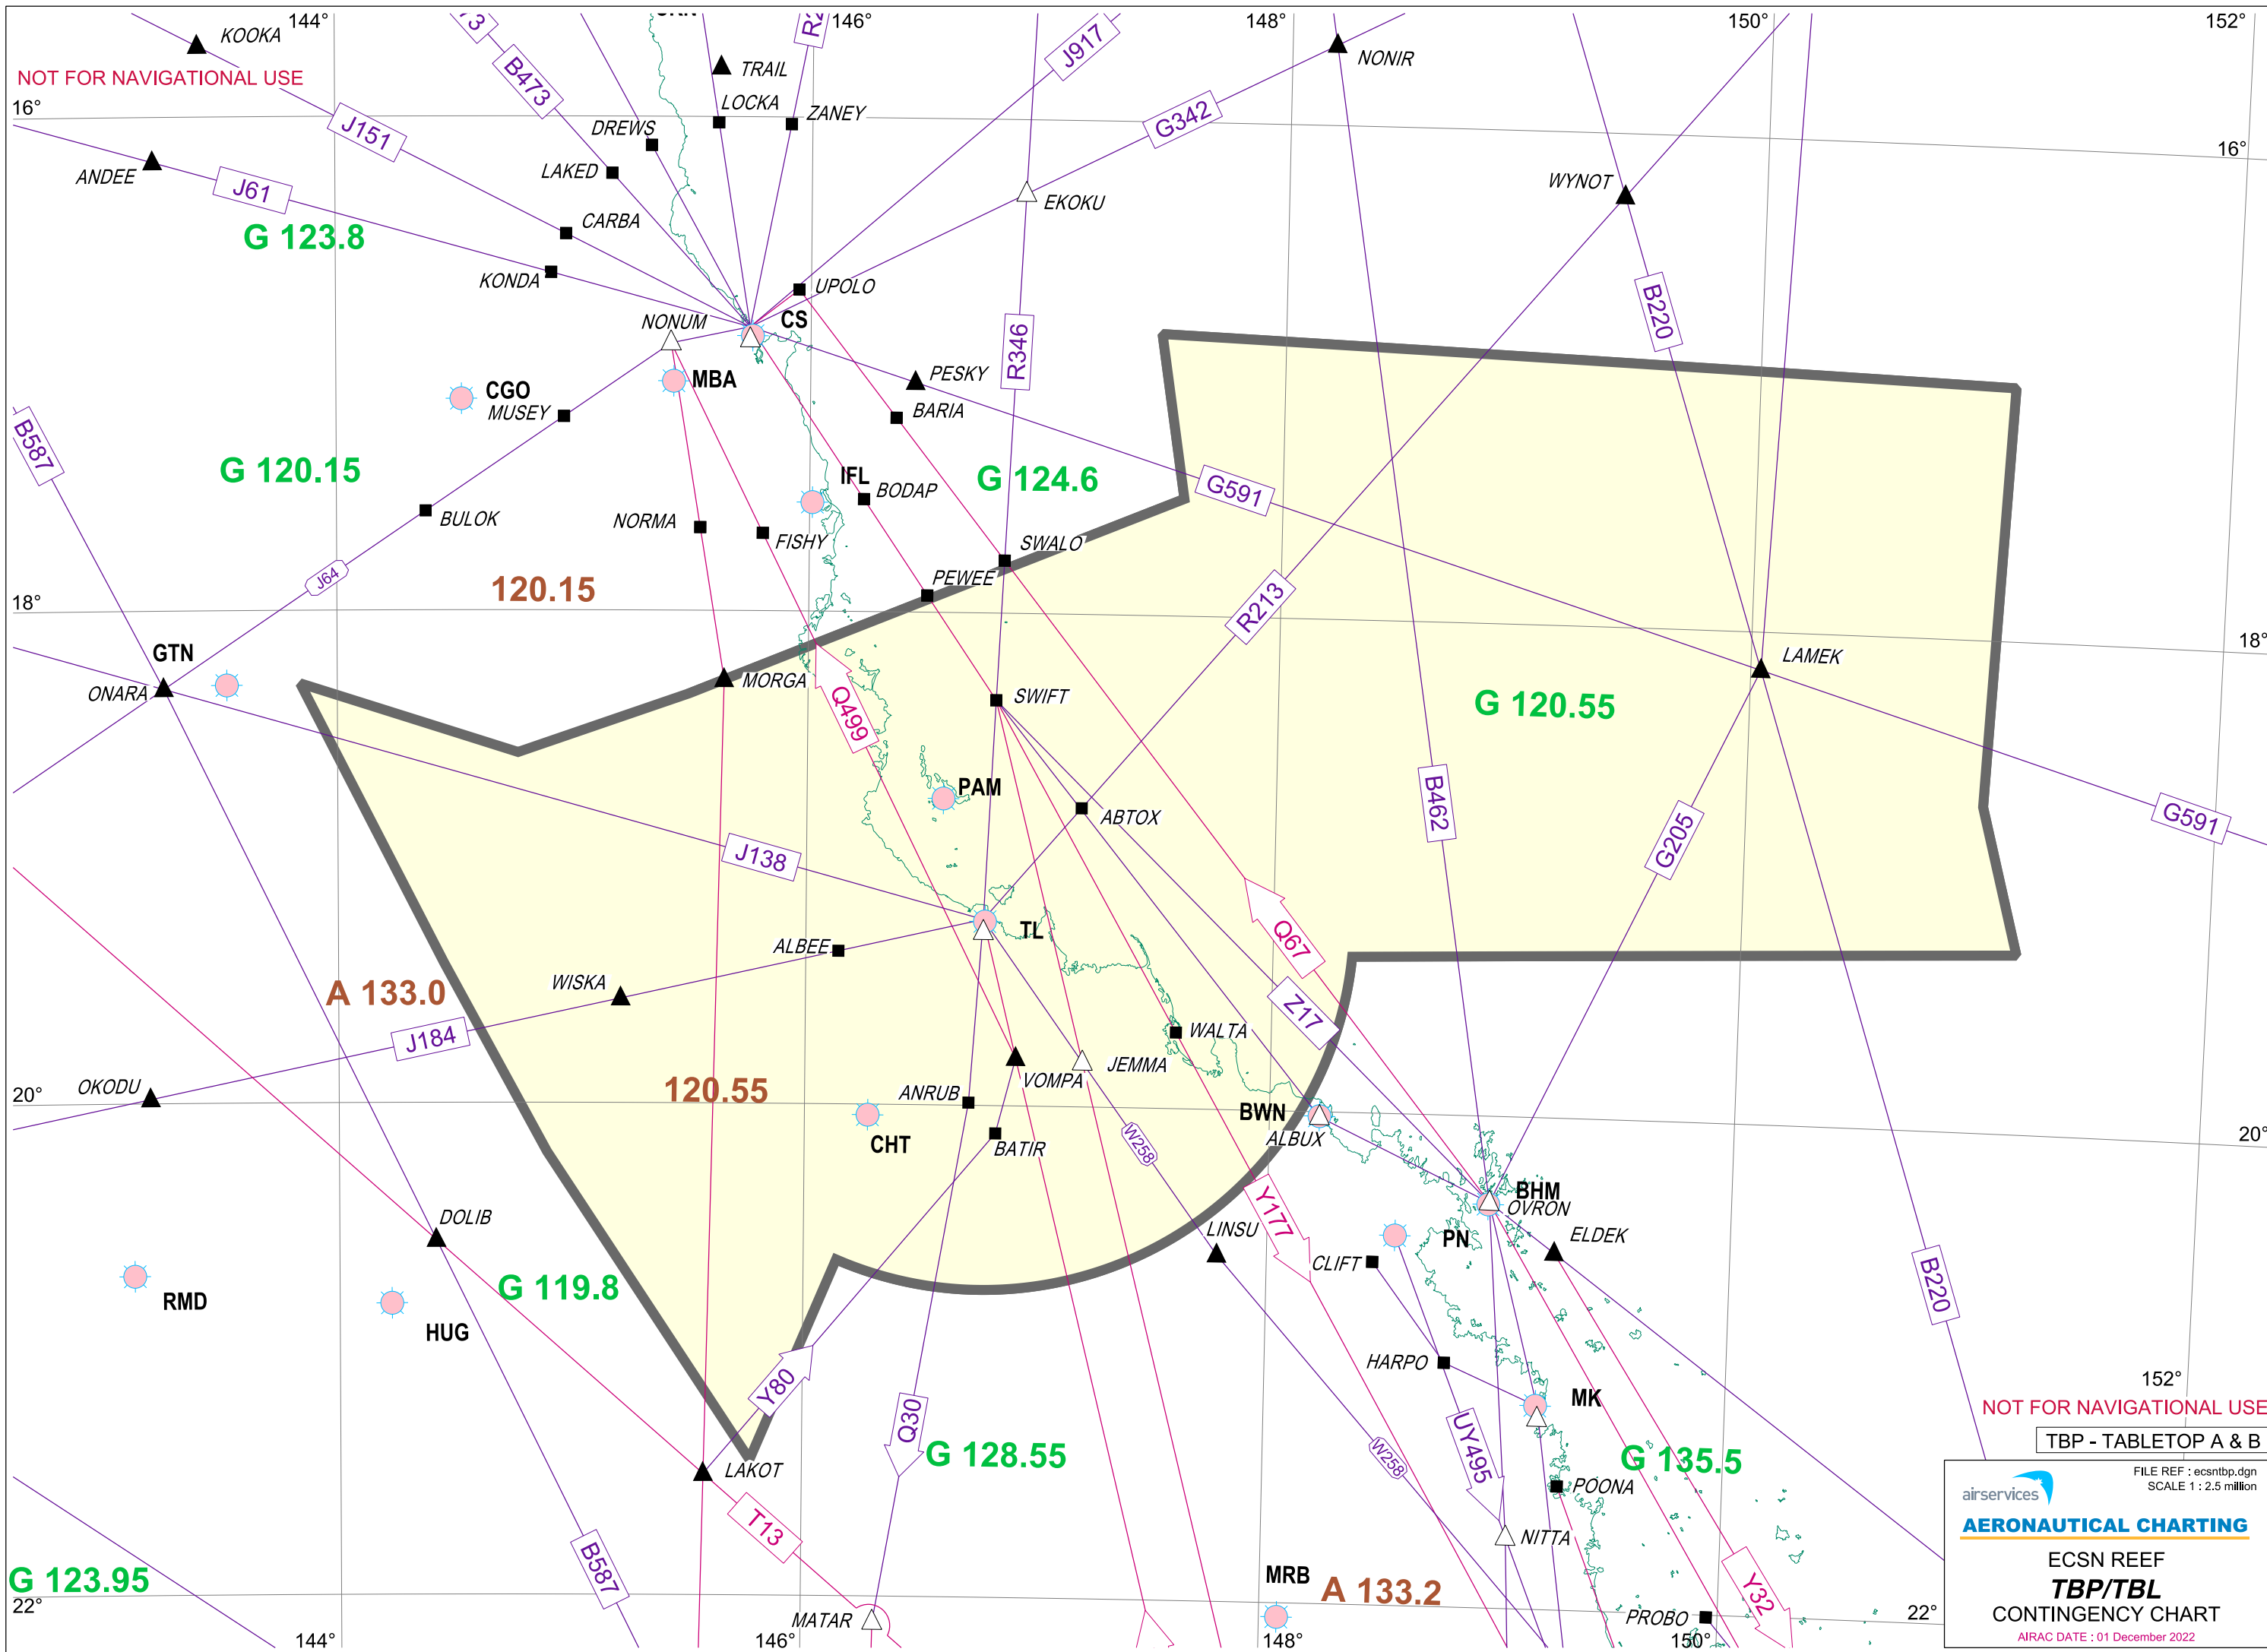 144°
146°
148°
150°
152°
KOOKA
NOT FOR NAVIGATIONAL USE
TRAIL
NONIR
J917
B473
16°
J151
LOCKA
ZANEY
G342
DREWS
16°
ANDEE
J61
LAKED
EKOKU
WYNOT
G 123.8
CARBA
KONDA
UPOLO
B220
NONUM
CS
R346
MBA
PESKY
CGO
MUSEY
BARIA
B587
G 120.15
IFL
BODAP
G 124.6
G591
BULOK
NORMA
FISHY
SWALO
J64
120.15
PEWEE
R213
18°
18°
GTN
ONARA
MORGA
SWIFT
LAMEK
G 120.55
Q499
PAM
B462
ABTOX
G205
G591
J138
TL
ALBEE
Q67
A 133.0
WISKA
Z17
J184
WALTA
OKODU
120.55
VOMPA
JEMMA
20°
ANRUB
BWN
CHT
BATIR
ALBUX
W258
20°
BHM
OVRON
DOLIB
Y177
LINSU
PN
ELDEK
CLIFT
G 119.8
B220
RMD
HUG
HARPO
Y80
152°
MK
NOT FOR NAVIGATIONAL USE
Q30
UY495
TBP - TABLETOP A & B
G 128.55
W258
G 135.5
LAKOT
POONA
FILE REF : ecsntbp.dgn
SCALE 1 : 2.5 million
airservices
T13
AERONAUTICAL CHARTING
NITTA
B587
ECSN REEF
G 123.95
MRB
A 133.2
Y32
TBP/TBL
22°
MATAR
PROBO
22°
CONTINGENCY CHART
144°
146°
148°
150°
AIRAC DATE : 01 December 2022